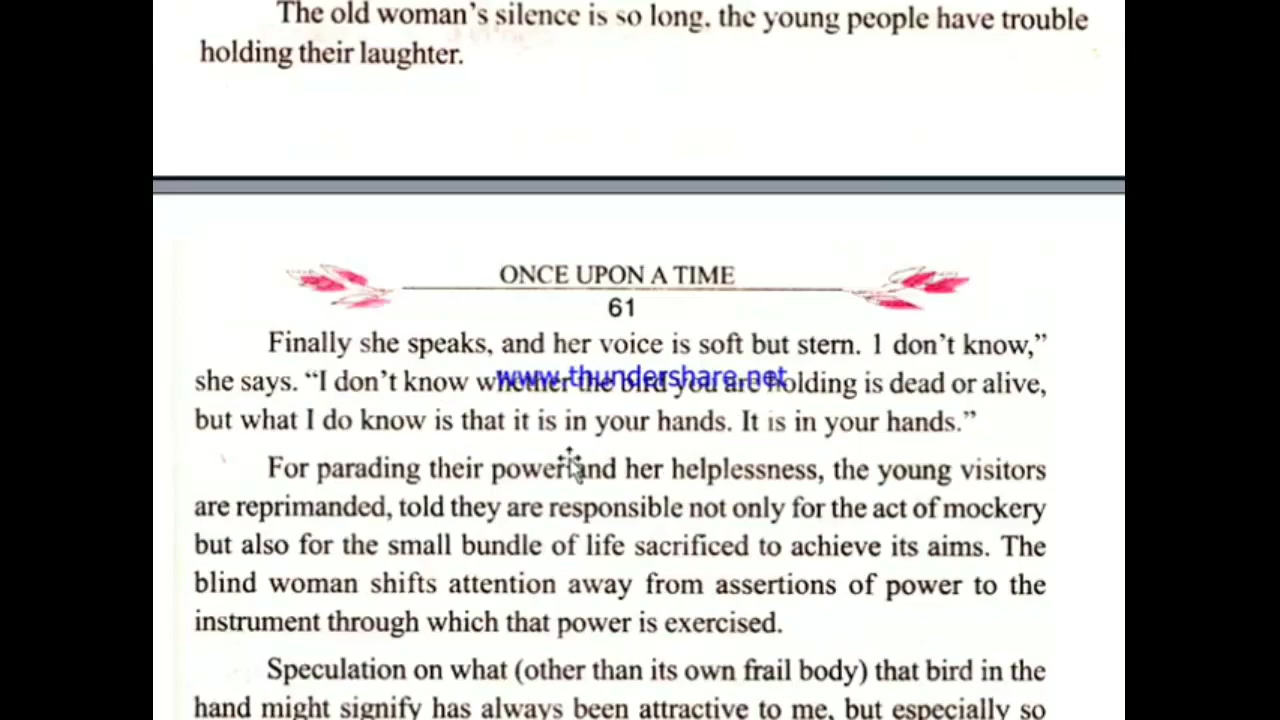 The old woman's silence is so long, the young people have trouble
holding their laughter.
ONCE UPON A TIME
61
Finally she speaks, and her voice is soft but stern. 1 don't know,"
she says. "I don't know whether the bird you are holding is dead or alive,
www.thundershare.net
but what I do know is that it is in your hands. It is in your hands."
For parading their power and her helplessness, the young visitors
are reprimanded, told they are responsible not only for the act of mockery
but also for the small bundle of life sacrificed to achieve its aims. The
blind woman shifts attention away from assertions of power to the
instrument through which that power is exercised.
Speculation on what (other than its own frail body) that bird in the
hand might signify has always been attractive to me, but especially so